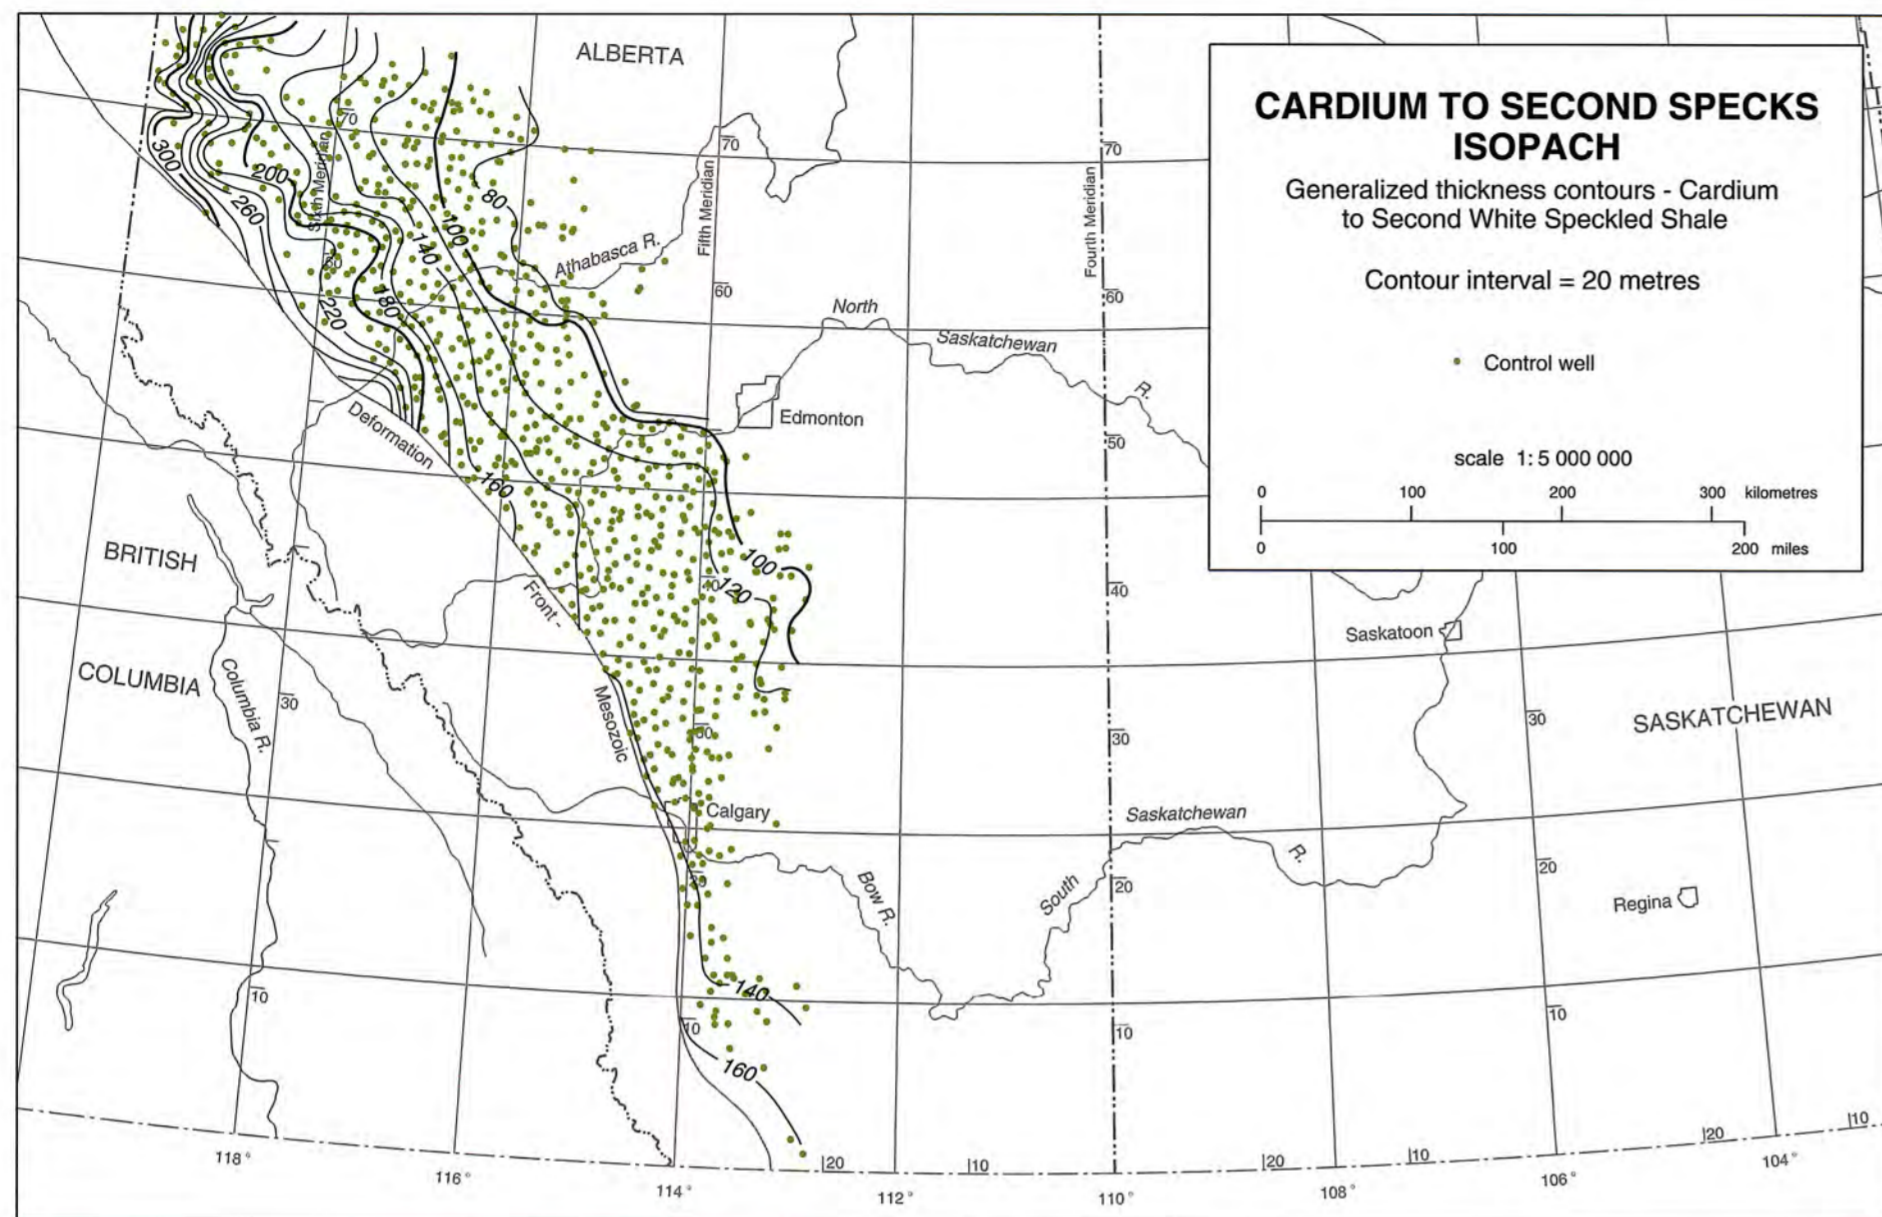 ALBERTA
CARDIUM TO SECOND SPECKS
ISOPACH
Generalized thickness contours - Cardium
to Second White Speckled Shale
Contour interval = 20 metres
Control well
scale 1: 5 000 000
0 100 200 300 kilometres
0 100 200 miles
70
70
70
Sixth Meridian
Fifth Meridian
Fourth Meridian
300
200
260
80
100
140
Athabasca R.
60
60
60
180
220
North
Saskatchewan
R.
Edmonton
Deformation
50
160
100
120
40
40
Front -
BRITISH
COLUMBIA
Columbia R.
30
Mesozoic
30
30
30
Saskatoon
SASKATCHEWAN
Calgary
Saskatchewan
R.
20
20
20
Bow R.
South
Regina
140
10
10
10
10
160
20
10
20
10
20
10
118°
116°
114°
112°
110°
108°
106°
104°